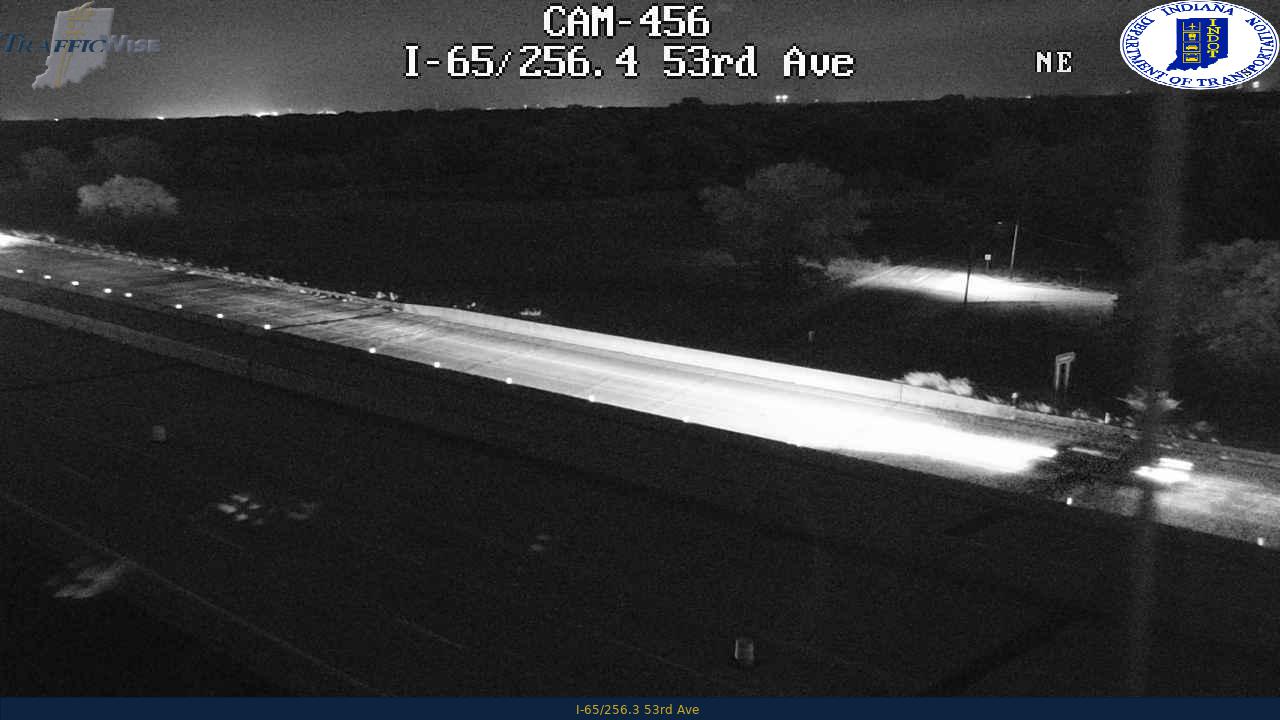 CAM-456
I-65/256.4 53rd Ave
NE
TRAFFICWISE
INDIANA
DEPARTMENT OF TRANSPORTATION
INDOT
I-65/256.3 53rd Ave